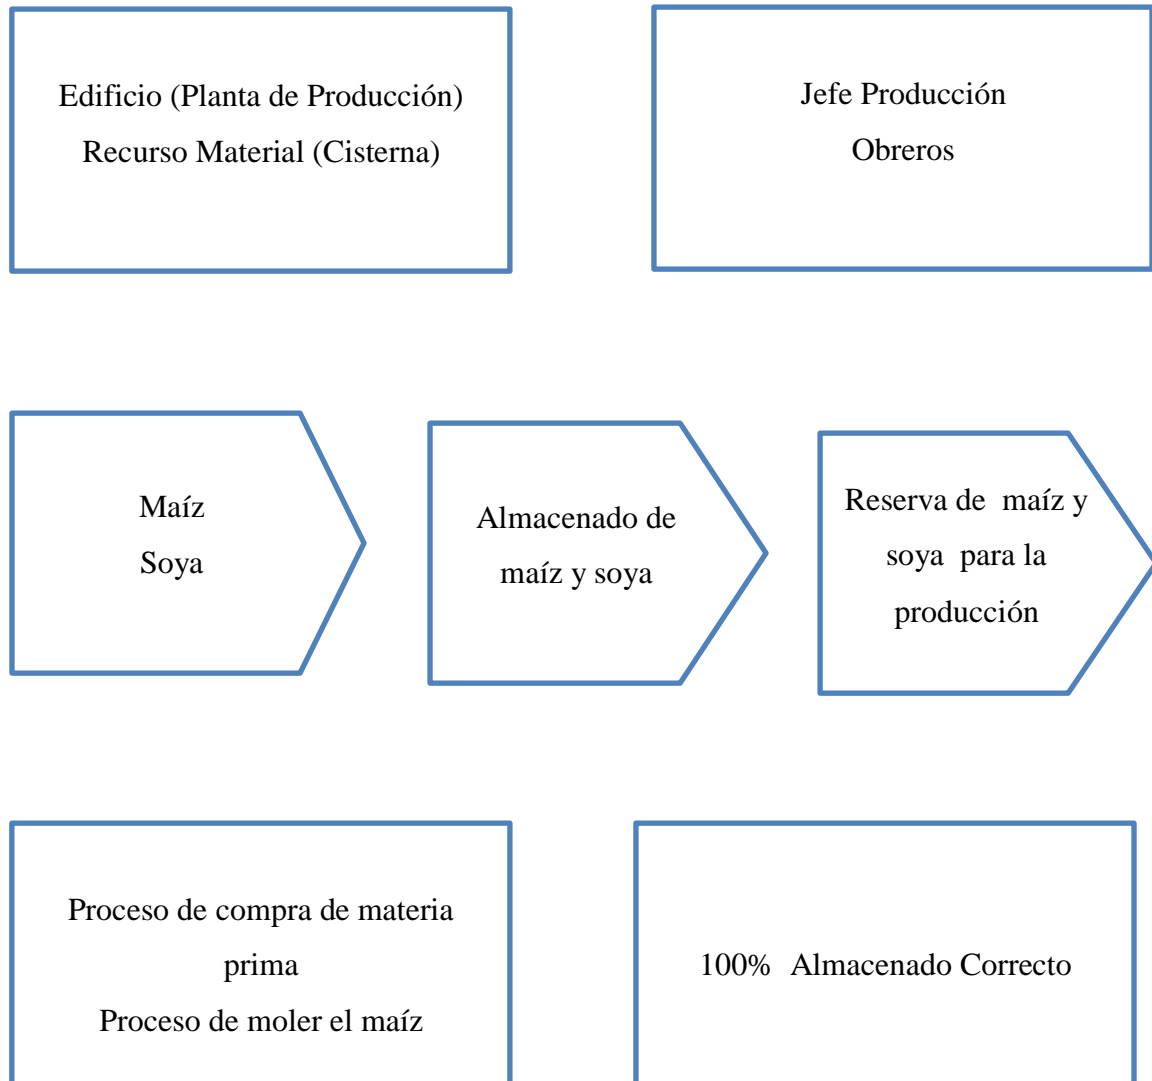 Edificio (Planta de Producción)
Recurso Material (Cisterna)
Jefe Producción
Obreros
Maíz
Soya
Almacenado de
maíz y soya
Reserva de maíz y
soya para la
producción
Proceso de compra de materia
prima
Proceso de moler el maíz
100% Almacenado Correcto